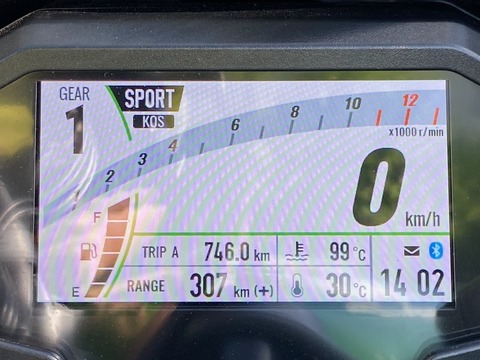 GEAR SPORT
1 KQS
1 2 3 4 6 8 10 12
x1000 r/min
0 km/h
F
TRIP A 746.0 km 99 °C
E RANGE 307 km (+) 30 °C 14 02